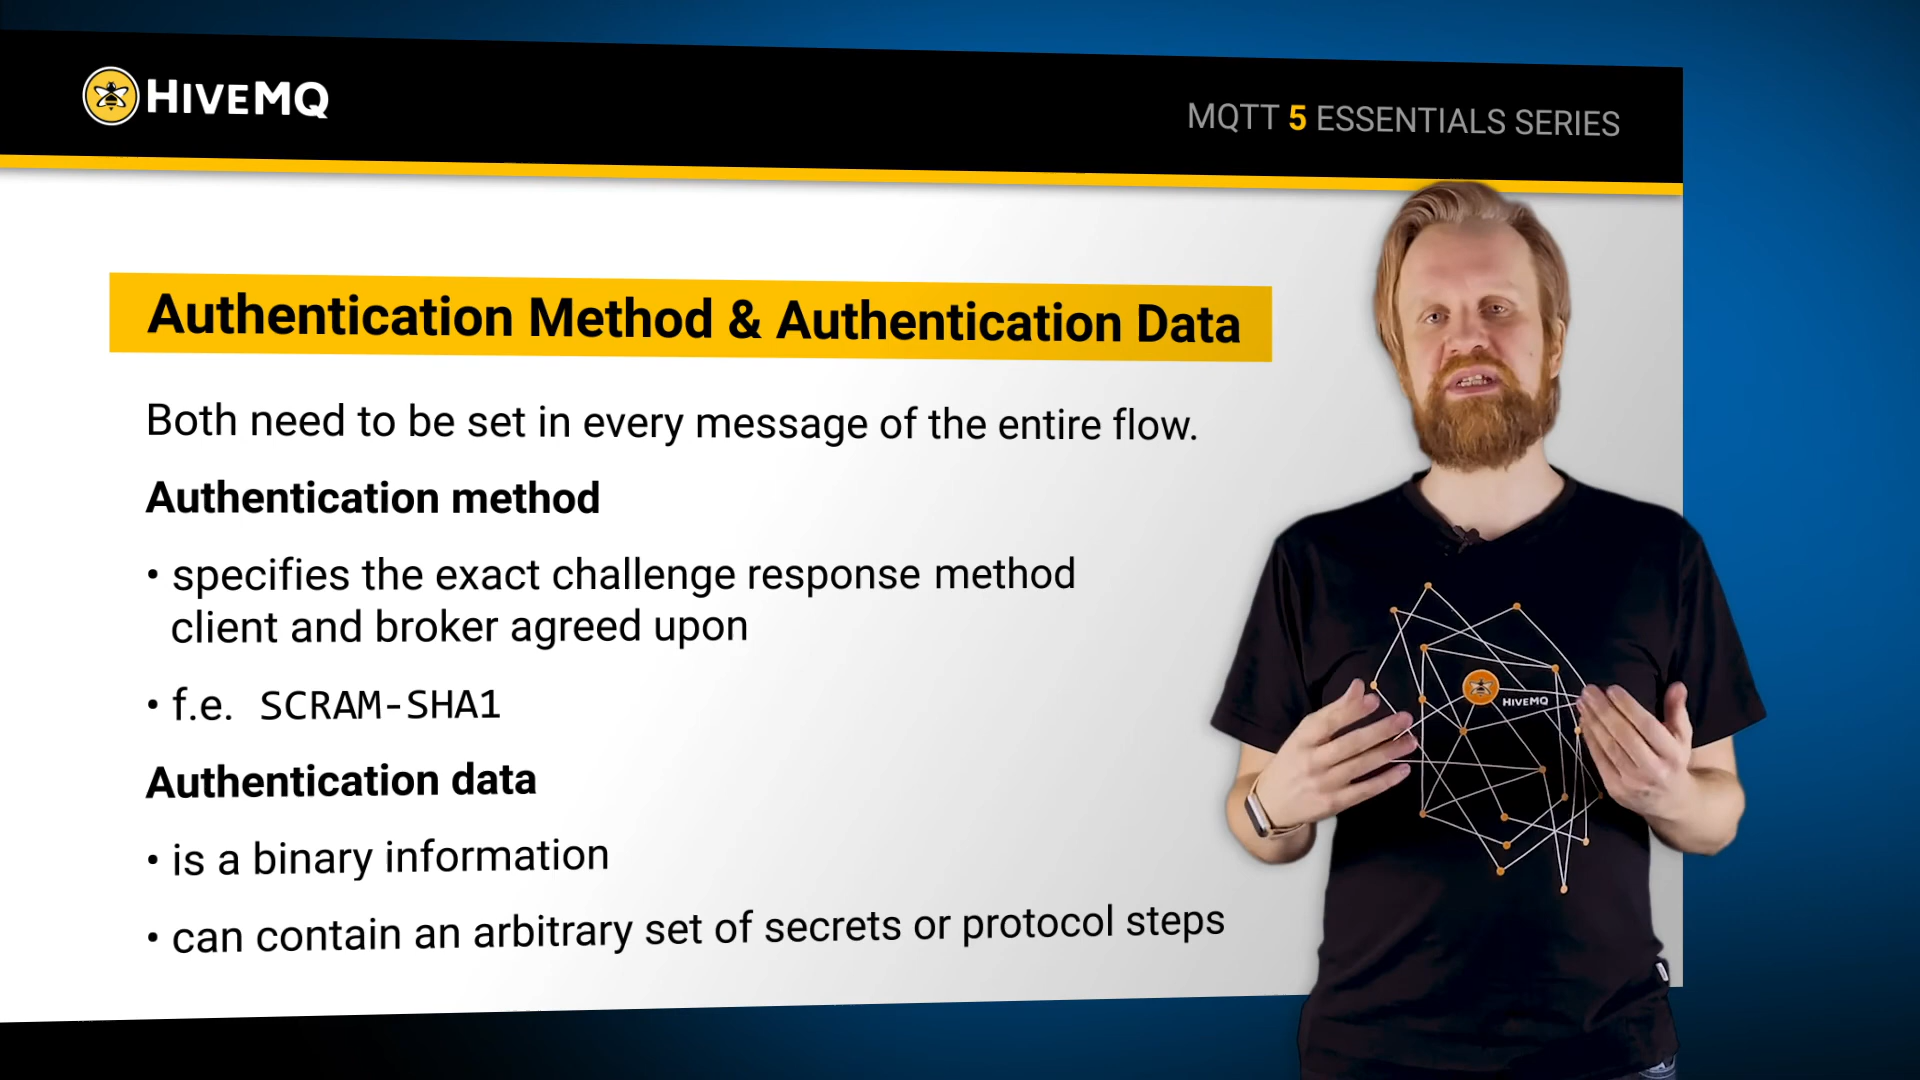 HIVEMQ
MQTT 5 ESSENTIALS SERIES
Authentication Method & Authentication Data
Both need to be set in every message of the entire flow.
Authentication method
• specifies the exact challenge response method
client and broker agreed upon
• f.e. SCRAM-SHA1
Authentication data
• is a binary information
• can contain an arbitrary set of secrets or protocol steps
HIVEMQ